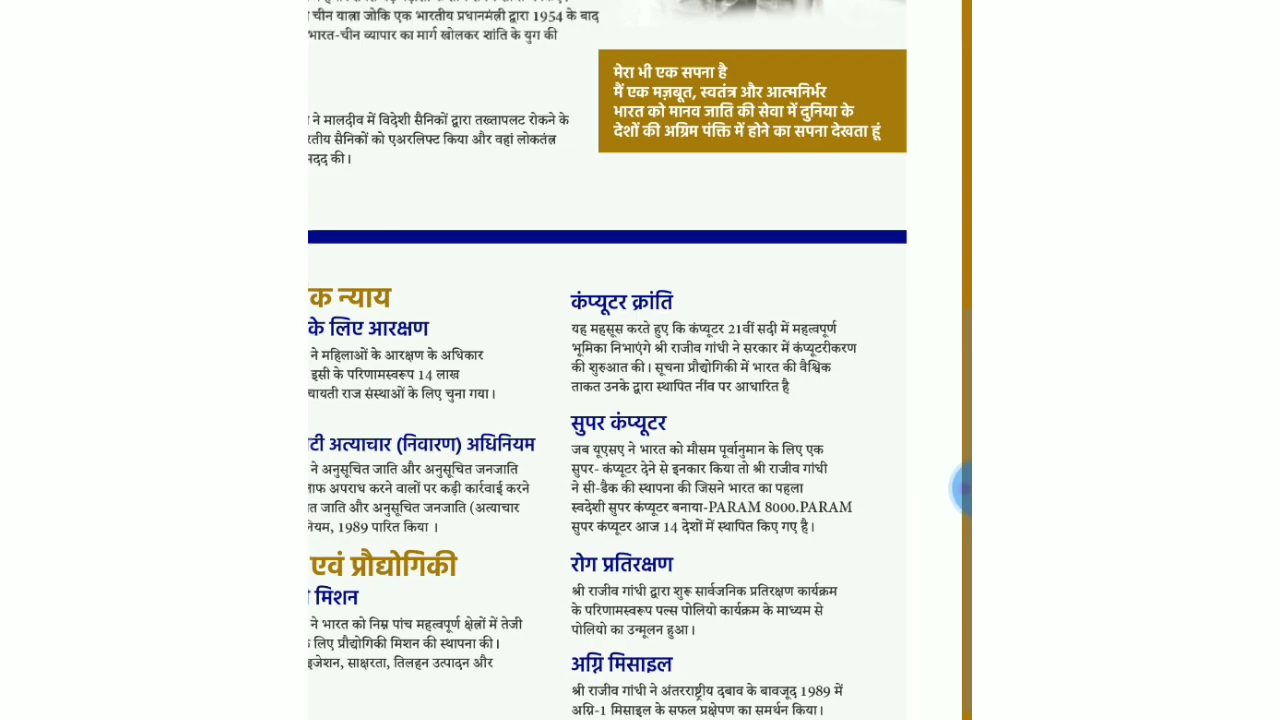 चीन यात्रा जोकि एक भारतीय प्रधानमंत्री द्वारा 1954 के बाद
भारत-चीन व्यापार का मार्ग खोलकर शांति के युग की
मेरा भी एक सपना है
मैं एक मज़बूत, स्वतंत्र और आत्मनिर्भर
भारत को मानव जाति की सेवा में दुनिया के
देशों की अग्रिम पंक्ति में होने का सपना देखता हूं
ने मालदीव में विदेशी सैनिकों द्वारा तख्तापलट रोकने के
रतीय सैनिकों को एअरलिफ्ट किया और वहां लोकतंत्र
मदद की।
क न्याय
के लिए आरक्षण
ने महिलाओं के आरक्षण के अधिकार
इसी के परिणामस्वरूप 14 लाख
चायती राज संस्थाओं के लिए चुना गया।
टी अत्याचार (निवारण) अधिनियम
ने अनुसूचित जाति और अनुसूचित जनजाति
अपराध करने वालों पर कड़ी कार्रवाई करने
त जाति और अनुसूचित जनजाति (अत्याचार
नियम, 1989 पारित किया ।
एवं प्रौद्योगिकी
मिशन
ने भारत को निम्न पांच महत्वपूर्ण क्षेत्रों में तेजी
लिए प्रौद्योगिकी मिशन की स्थापना की।
इजेशन, साक्षरता, तिलहन उत्पादन और
कंप्यूटर क्रांति
यह महसूस करते हुए कि कंप्यूटर 21वीं सदी में महत्वपूर्ण
भूमिका निभाएंगे श्री राजीव गांधी ने सरकार में कंप्यूटरीकरण
की शुरुआत की। सूचना प्रौद्योगिकी में भारत की वैश्विक
ताकत उनके द्वारा स्थापित नींव पर आधारित है
सुपर कंप्यूटर
जब यूएसए ने भारत को मौसम पूर्वानुमान के लिए एक
सुपर- कंप्यूटर देने से इनकार किया तो श्री राजीव गांधी
ने सी-डैक की स्थापना की जिसने भारत का पहला
स्वदेशी सुपर कंप्यूटर बनाया-PARAM 8000.PARAM
सुपर कंप्यूटर आज 14 देशों में स्थापित किए गए है।
रोग प्रतिरक्षण
श्री राजीव गांधी द्वारा शुरू सार्वजनिक प्रतिरक्षण कार्यक्रम
के परिणामस्वरूप पल्स पोलियो कार्यक्रम के माध्यम से
पोलियो का उन्मूलन हुआ।
अग्नि मिसाइल
श्री राजीव गांधी ने अंतरराष्ट्रीय दबाव के बावजूद 1989 में
अग्नि-1 मिसाइल के सफल प्रक्षेपण का समर्थन किया।